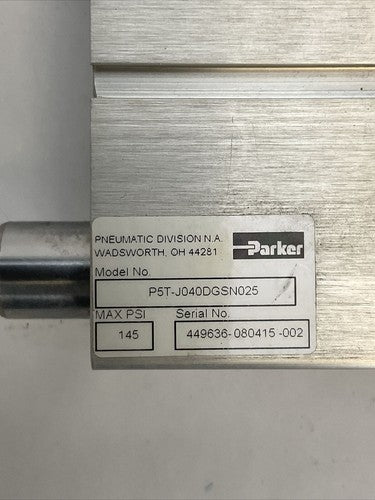 PNEUMATIC DIVISION N.A.
WADSWORTH, OH 44281
Parker
Model No.
P5T-J040DGSN025
MAX PSI Serial No.
145 449636-080415-002